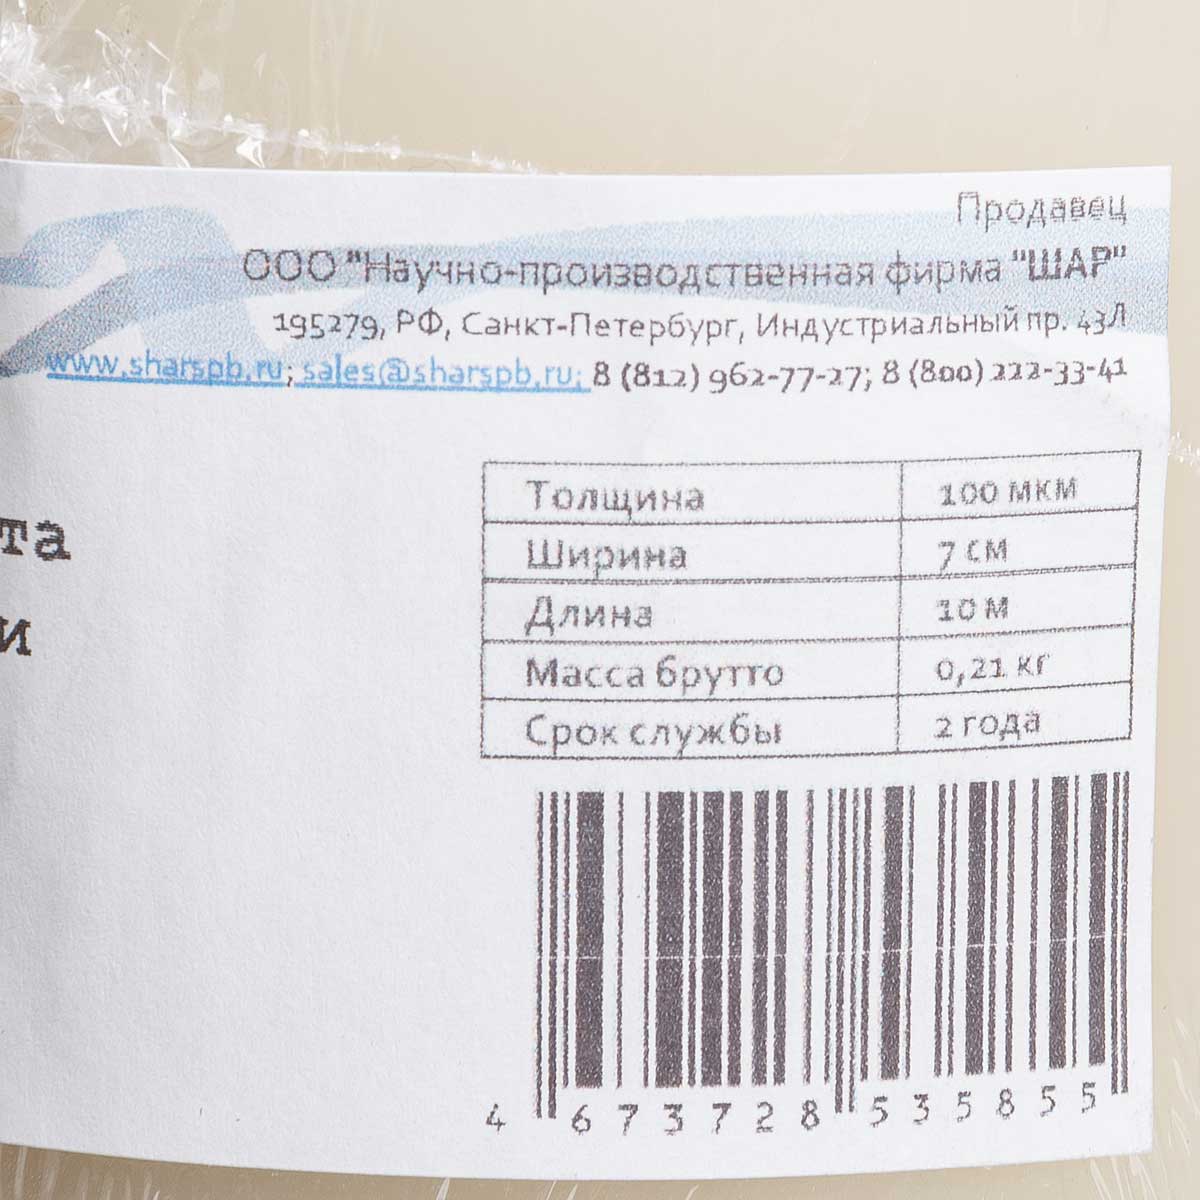 Продавец
ООО "Научно-производственная фирма "ШАР"
195279, РФ, Санкт-Петербург, Индустриальный пр. 43Л
www.sharspb.ru; sales@sharspb.ru; 8 (812) 962-77-27; 8 (800) 222-33-41
та
и
Толщина 100 мкм
Ширина 7 см
Длина 10 м
Масса брутто 0,21 кг
Срок службы 2 года
4 673728 535855